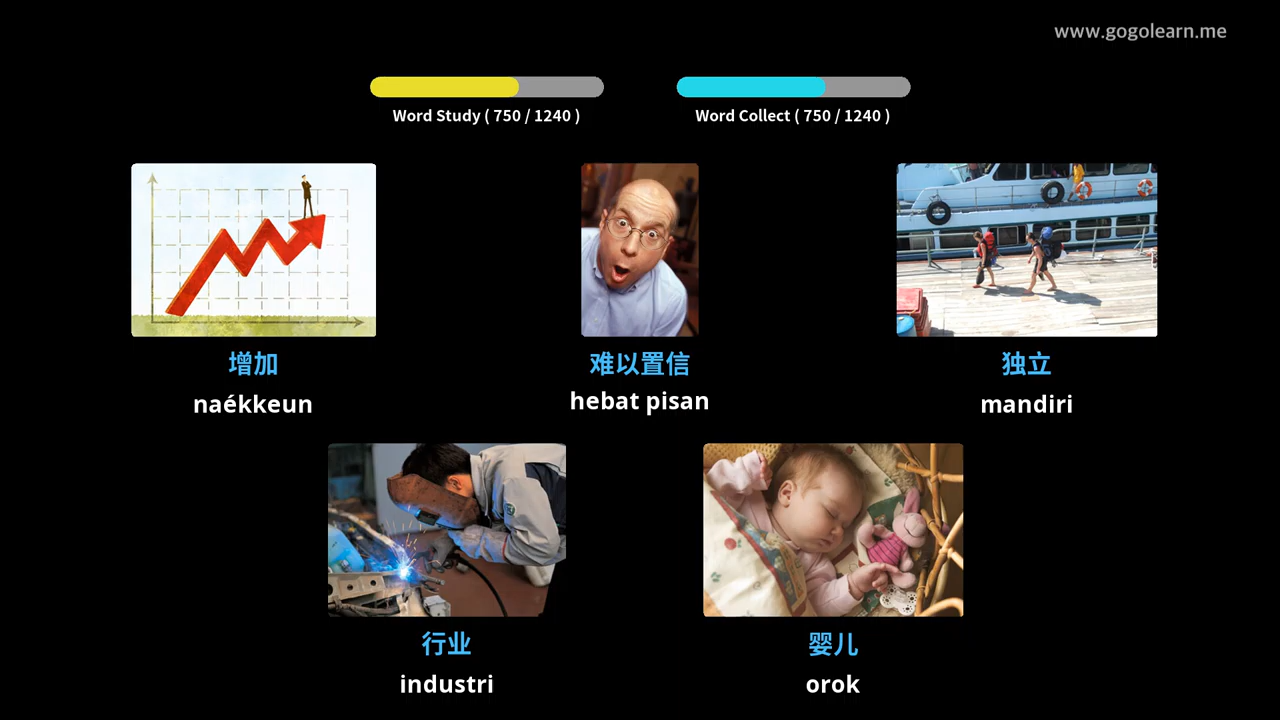 www.gogolearn.me
Word Study ( 750 / 1240 )
Word Collect ( 750 / 1240 )
增加
难以置信
独立
naékkeun
hebat pisan
mandiri
行业
婴儿
industri
orok